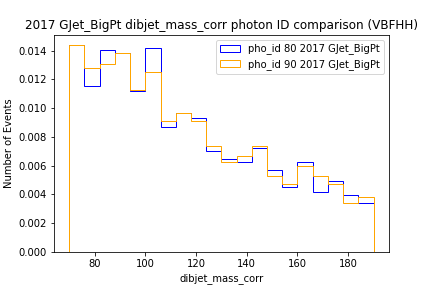 2017 GJet_BigPt dibjet_mass_corr photon ID comparison (VBFHH)
pho_id 80 2017 GJet_BigPt
pho_id 90 2017 GJet_BigPt
Number of Events
0.014
0.012
0.010
0.008
0.006
0.004
0.002
0.000
80 100 120 140 160 180
dibjet_mass_corr